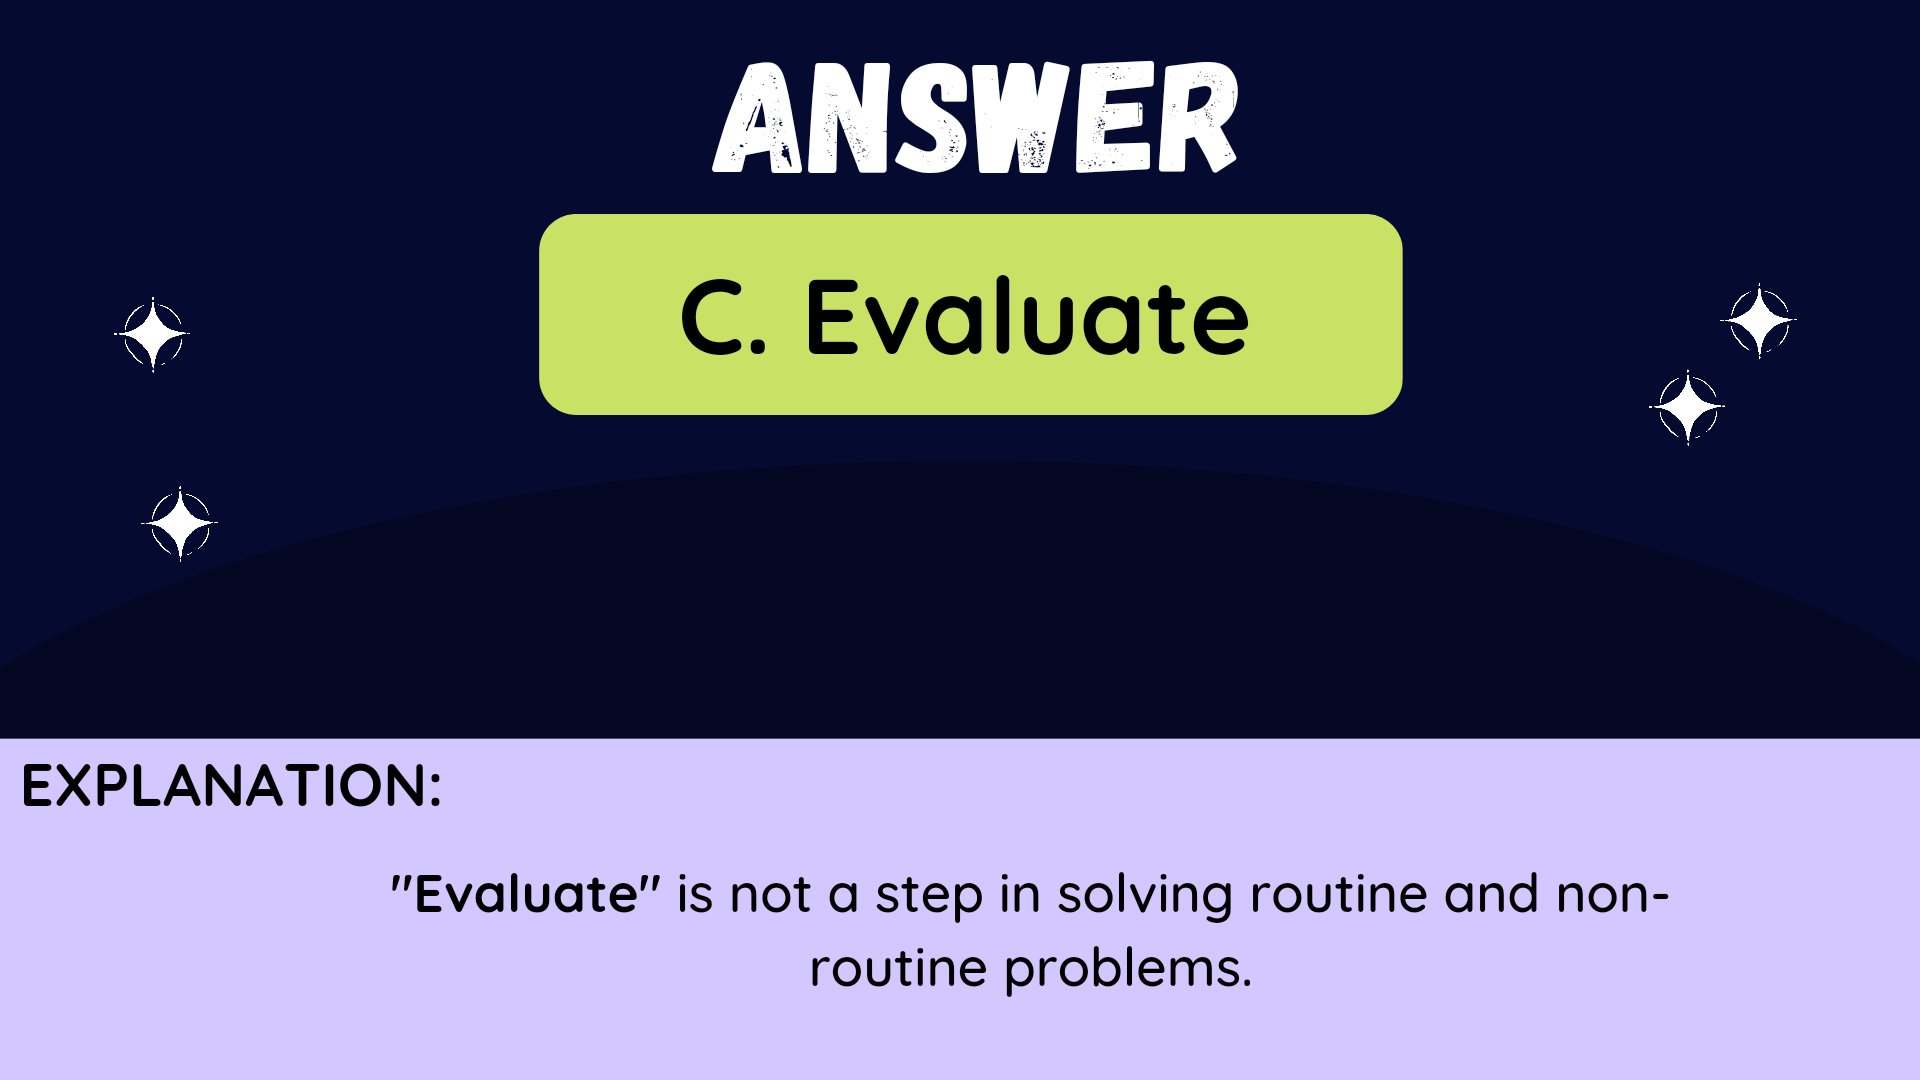 ANSWER
C. Evaluate
EXPLANATION:
"Evaluate" is not a step in solving routine and non-
routine problems.